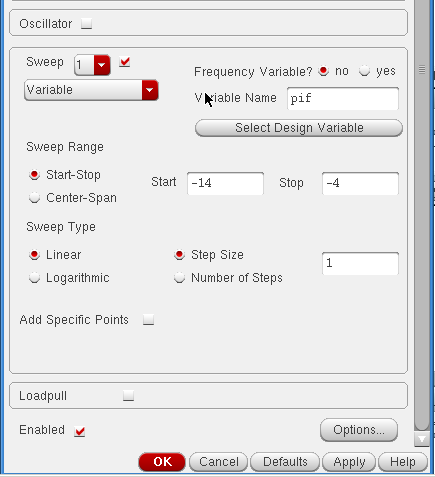 Oscillator
Sweep 1
Frequency Variable? no yes
Variable
Variable Name pif
Select Design Variable
Sweep Range
Start-Stop
Start -14 Stop -4
Center-Span
Sweep Type
Linear Step Size
1
Logarithmic Number of Steps
Add Specific Points
Loadpull
Enabled Options...
OK Cancel Defaults Apply Help